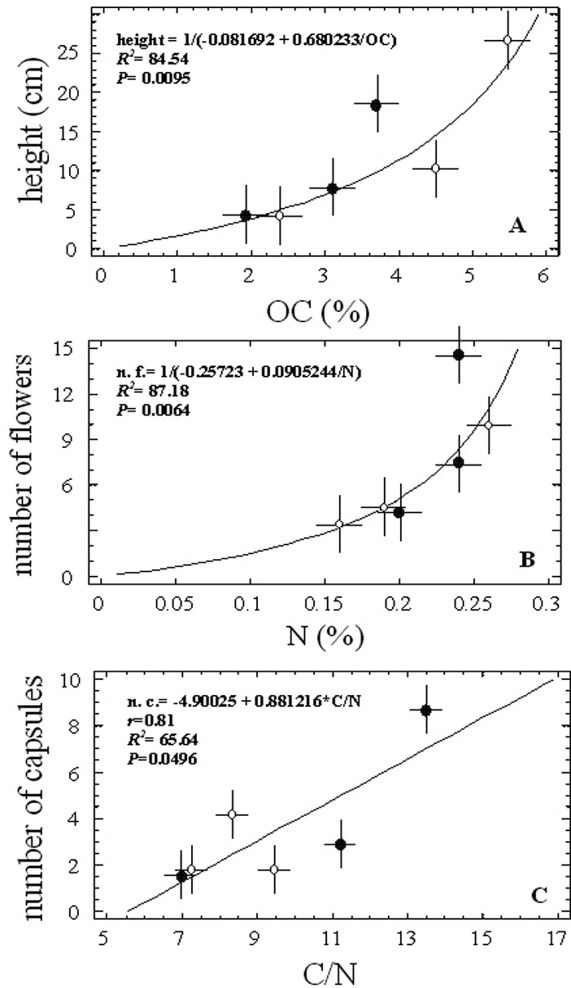 height = 1/(-0.081692 + 0.680233/OC)
R²= 84.54
P= 0.0095
25
20
15
10
5
0
height (cm)
A
0 1 2 3 4 5 6
OC (%)
n. f.= 1/(-0.25723 + 0.0905244/N)
R²= 87.18
P= 0.0064
15
12
9
6
0
number of flowers
B
0 0.05 0.15 0.2 0.25 0.3
N (%)
n. c.= -4.90025 + 0.881216*C/N
r=0.81
R²= 65.64
P=0.0496
10
8
6
4
2
0
number of capsules
C
5 7 9 11 13 15 17
C/N